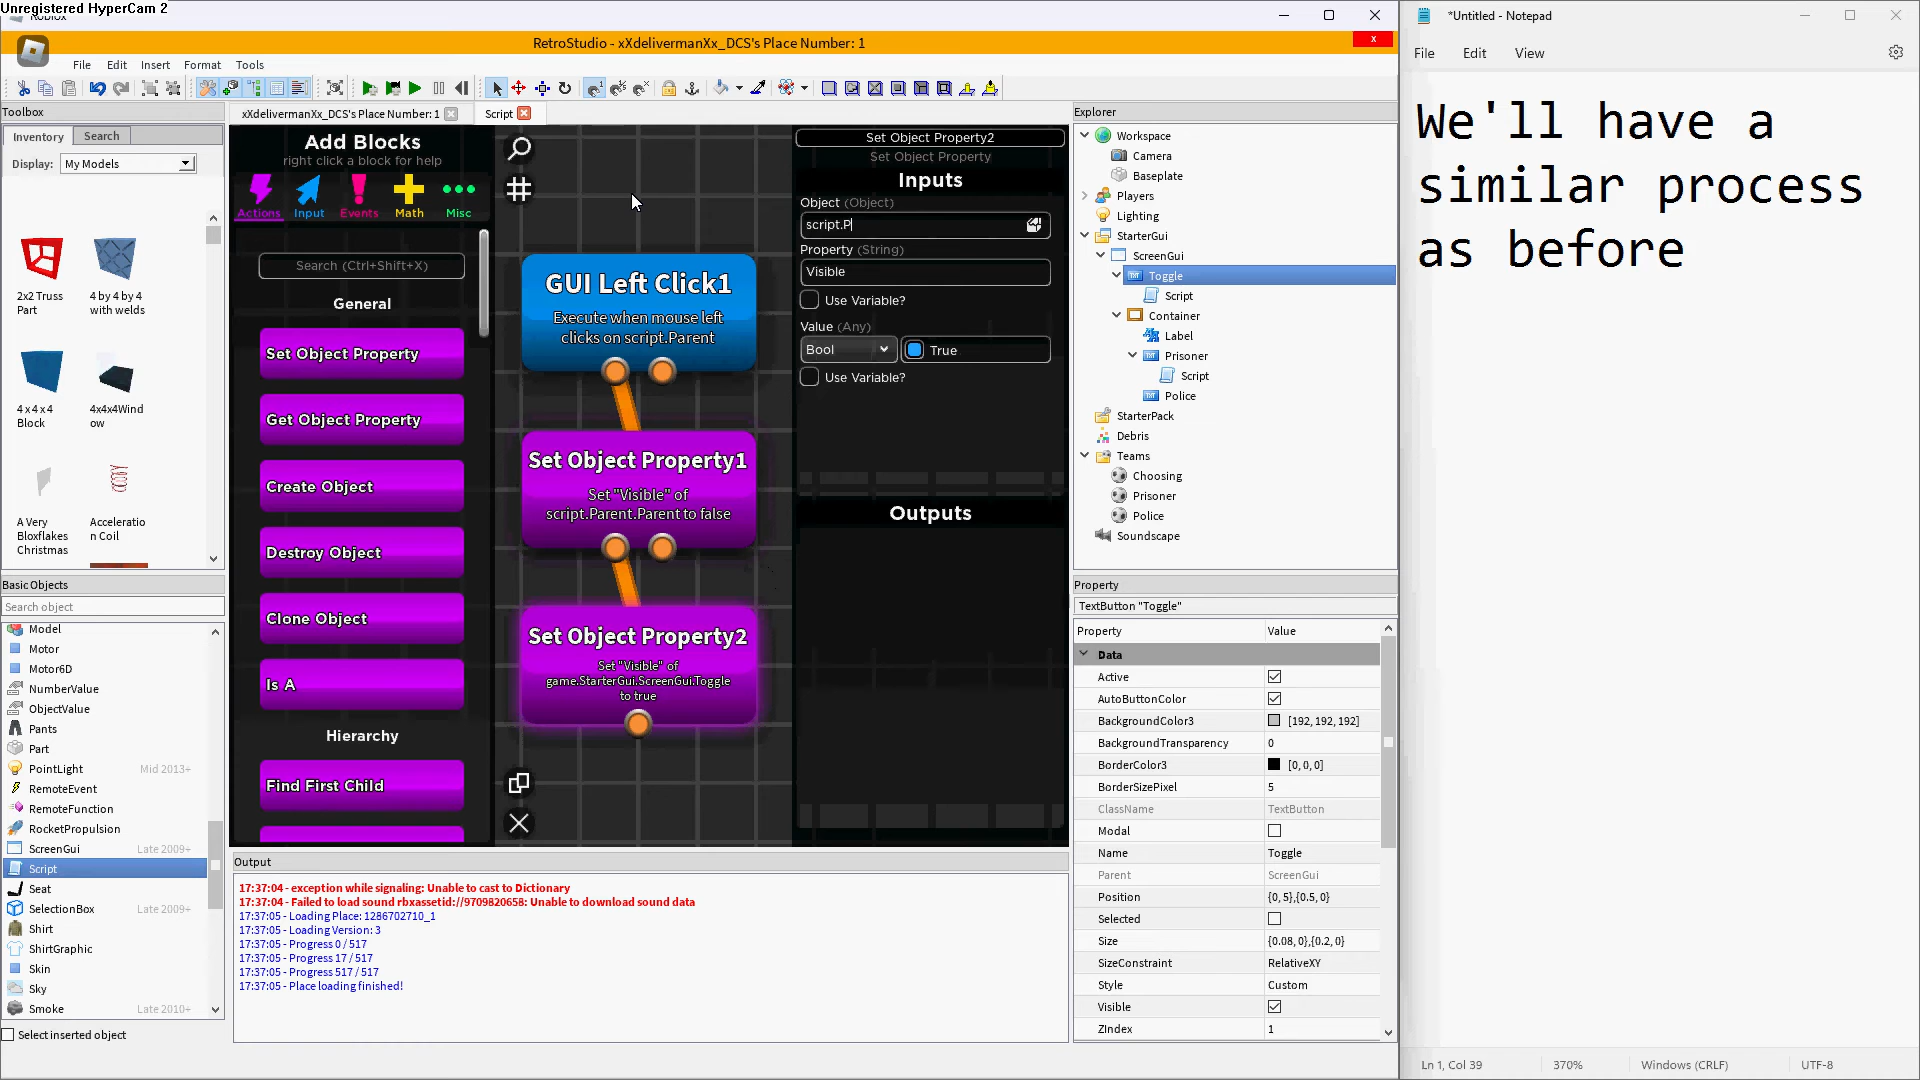 Unregistered HyperCam 2
Roblox
RetroStudio - xXdelivermanXx_DCS's Place Number: 1
x
File Edit Insert Format Tools
Toolbox
Inventory Search
Display: My Models
2x2 Truss Part
4 by 4 by 4 with welds
4 x 4 x 4 Block
4x4x4Window
A Very Bloxflakes Christmas
Acceleration Coil
Basic Objects
Search object
Model
Motor
Motor6D
NumberValue
ObjectValue
Pants
Part
PointLight Mid 2013+
RemoteEvent
RemoteFunction
RocketPropulsion
ScreenGui Late 2009+
Script
Seat
SelectionBox Late 2009+
Shirt
ShirtGraphic
Skin
Sky
Smoke Late 2010+
Select inserted object
xXdelivermanXx_DCS's Place Number: 1
Script
Add Blocks
right click a block for help
Actions Input Events Math Misc
Search (Ctrl+Shift+X)
General
Set Object Property
Get Object Property
Create Object
Destroy Object
Clone Object
Is A
Hierarchy
Find First Child
GUI Left Click1
Execute when mouse left
clicks on script.Parent
Set Object Property1
Set "Visible" of
script.Parent.Parent to false
Set Object Property2
Set "Visible" of
game.StarterGui.ScreenGui.Toggle
to true
Set Object Property2
Set Object Property
Inputs
Object (Object)
script.P
Property (String)
Visible
Use Variable?
Value (Any)
Bool True
Use Variable?
Outputs
Output
17:37:04 - exception while signaling: Unable to cast to Dictionary
17:37:04 - Failed to load sound rbxassetid://9709820658: Unable to download sound data
17:37:05 - Loading Place: 1286702710_1
17:37:05 - Loading Version: 3
17:37:05 - Progress 0 / 517
17:37:05 - Progress 17 / 517
17:37:05 - Progress 517 / 517
17:37:05 - Place loading finished!
Explorer
Workspace
Camera
Baseplate
Players
Lighting
StarterGui
ScreenGui
Toggle
Script
Container
Label
Prisoner
Script
Police
StarterPack
Debris
Teams
Choosing
Prisoner
Police
Soundscape
Property
TextButton "Toggle"
Property Value
Data
Active
AutoButtonColor
BackgroundColor3 [192, 192, 192]
BackgroundTransparency 0
BorderColor3 [0, 0, 0]
BorderSizePixel 5
ClassName TextButton
Modal
Name Toggle
Parent ScreenGui
Position {0, 5},{0.5, 0}
Selected
Size {0.08, 0},{0.2, 0}
SizeConstraint RelativeXY
Style Custom
Visible
ZIndex 1
*Untitled - Notepad
File Edit View
We'll have a
similar process
as before
Ln 1, Col 39 370% Windows (CRLF) UTF-8